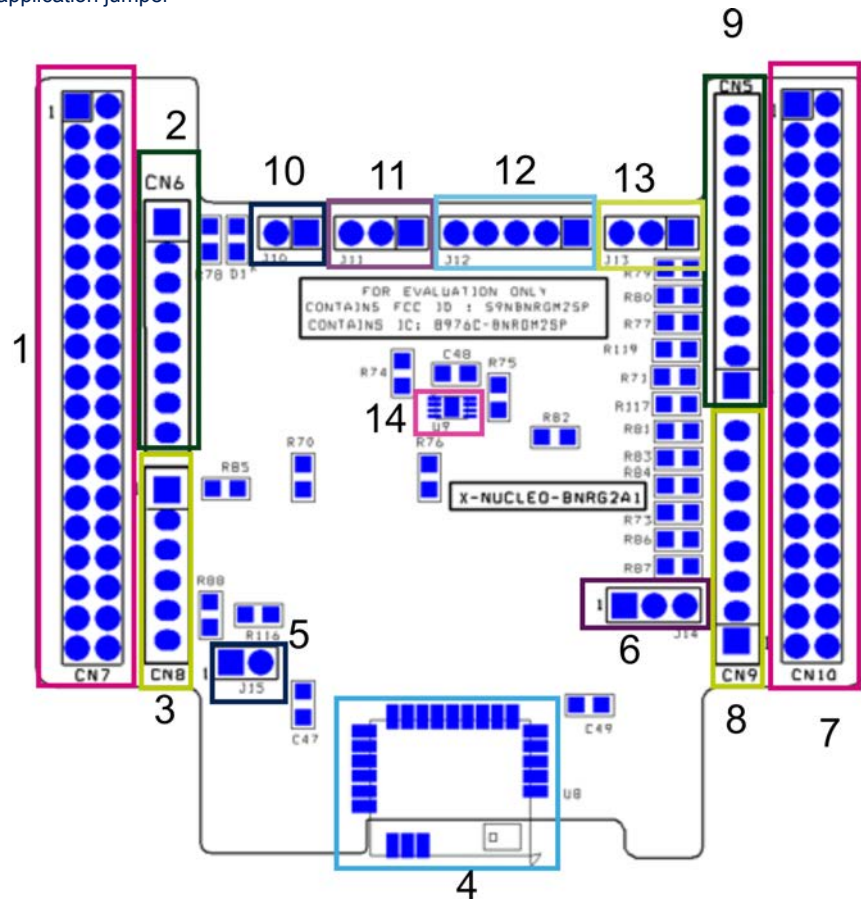 application jumper
9
CN5
1
1
2
CN6
10
11
12
13
J10
J11
J12
J13
R78
D1
R79
FOR EVALUATION ONLY
CONTAINS FCC ID : S9NBNRGM2SP
CONTAINS IC: 8976C-BNRGM2SP
R80
R77
R119
1
R74
C48
R75
R71
R117
14
U9
R82
R81
R70
R76
R83
R85
R84
X-NUCLEO-BNRG2A1
R73
R86
R87
R88
R116
5
1
J14
6
1
J15
CN7
CN8
3
CN9
1
8
CN10
7
C47
C49
U8
4